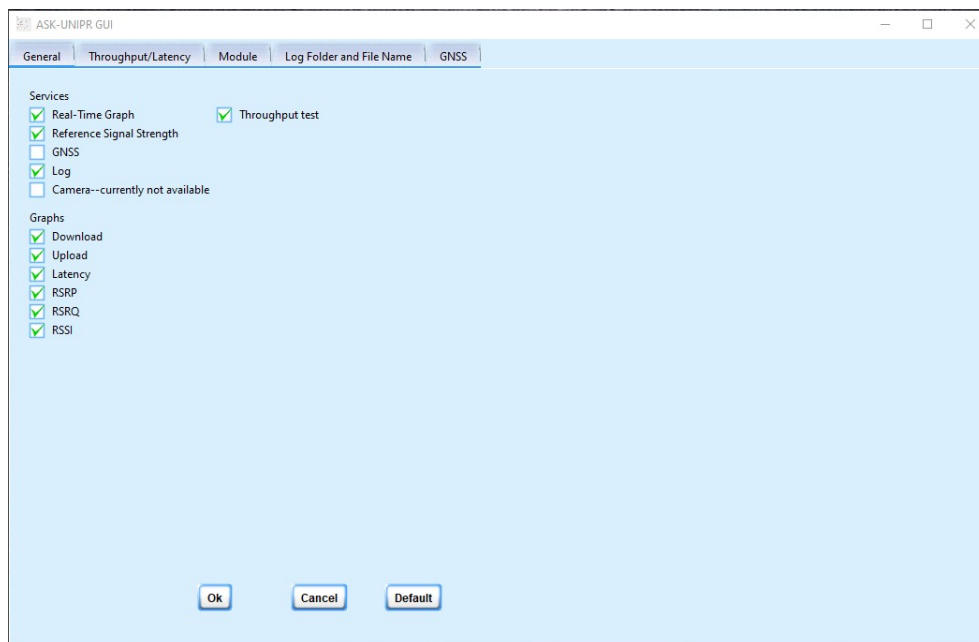 ASK-UNIPR GUI
General Throughput/Latency Module Log Folder and File Name GNSS
Services
Real-Time Graph Throughput test
Reference Signal Strength
GNSS
Log
Camera--currently not available
Graphs
Download
Upload
Latency
RSRP
RSRQ
RSSI
Ok Cancel Default